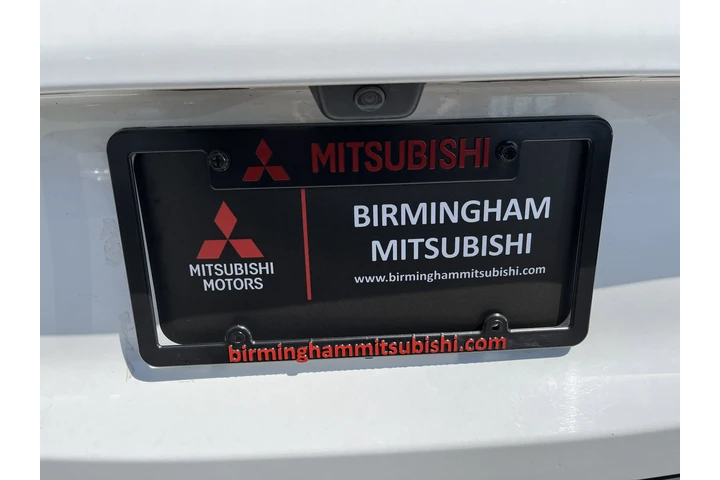 MITSUBISHI
BIRMINGHAM
MITSUBISHI
www.birminghammitsubishi.com
MITSUBISHI
MOTORS
birminghammitsubishi.com